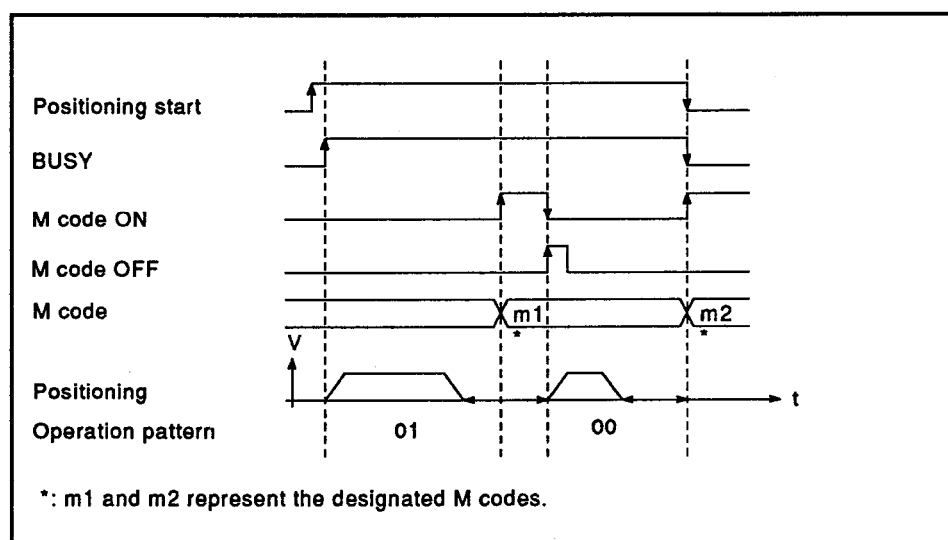 Positioning start
BUSY
M code ON
M code OFF
M code
m1
*
m2
*
V
Positioning
t
Operation pattern
01
00
*: m1 and m2 represent the designated M codes.